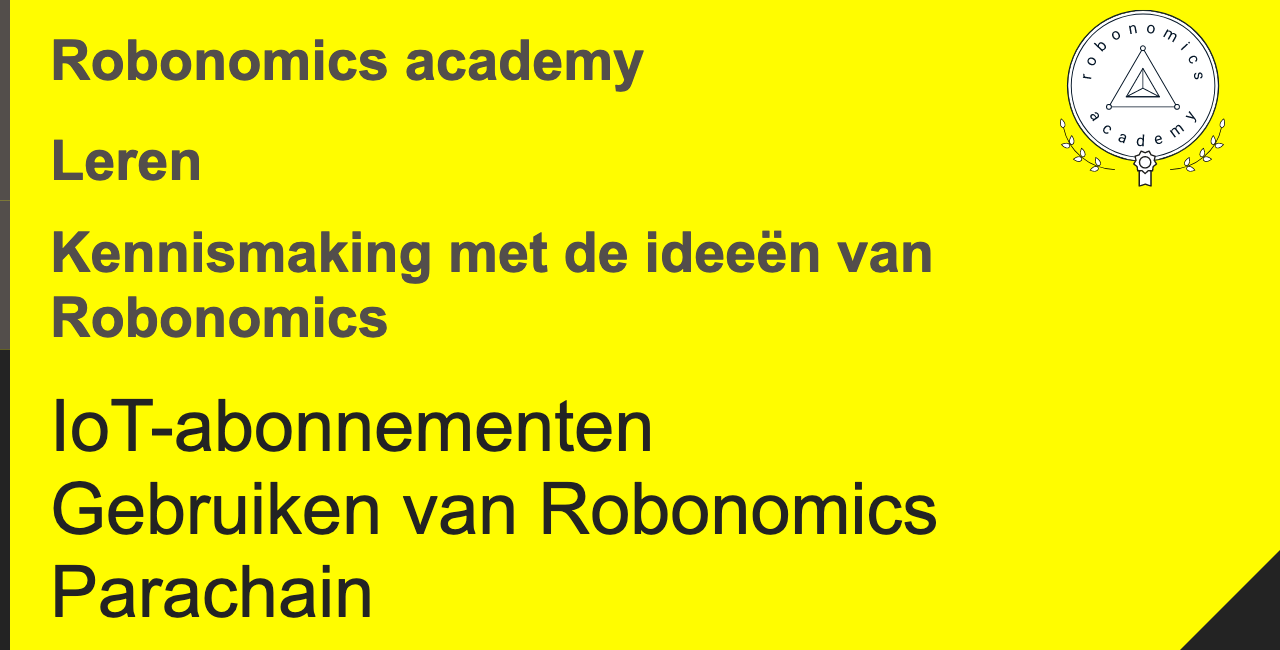 Robonomics academy
Leren
Kennismaking met de ideeën van
Robonomics
IoT-abonnementen
Gebruiken van Robonomics
Parachain
robonomics
academy